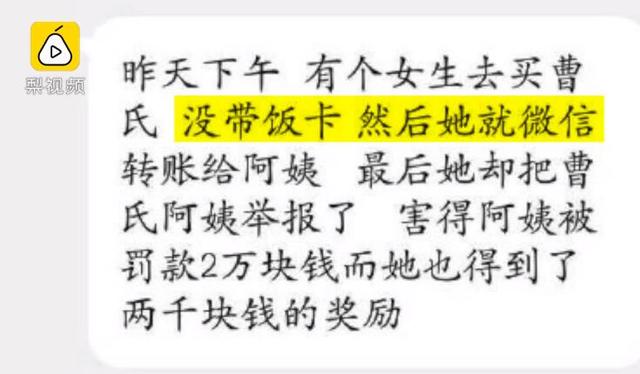 梨视频
昨天下午 有个女生去买曹
氏 没带饭卡 然后她就微信
转账给阿姨 最后她却把曹
氏阿姨举报了 害得阿姨被
罚款2万块钱而她也得到了
两千块钱的奖励